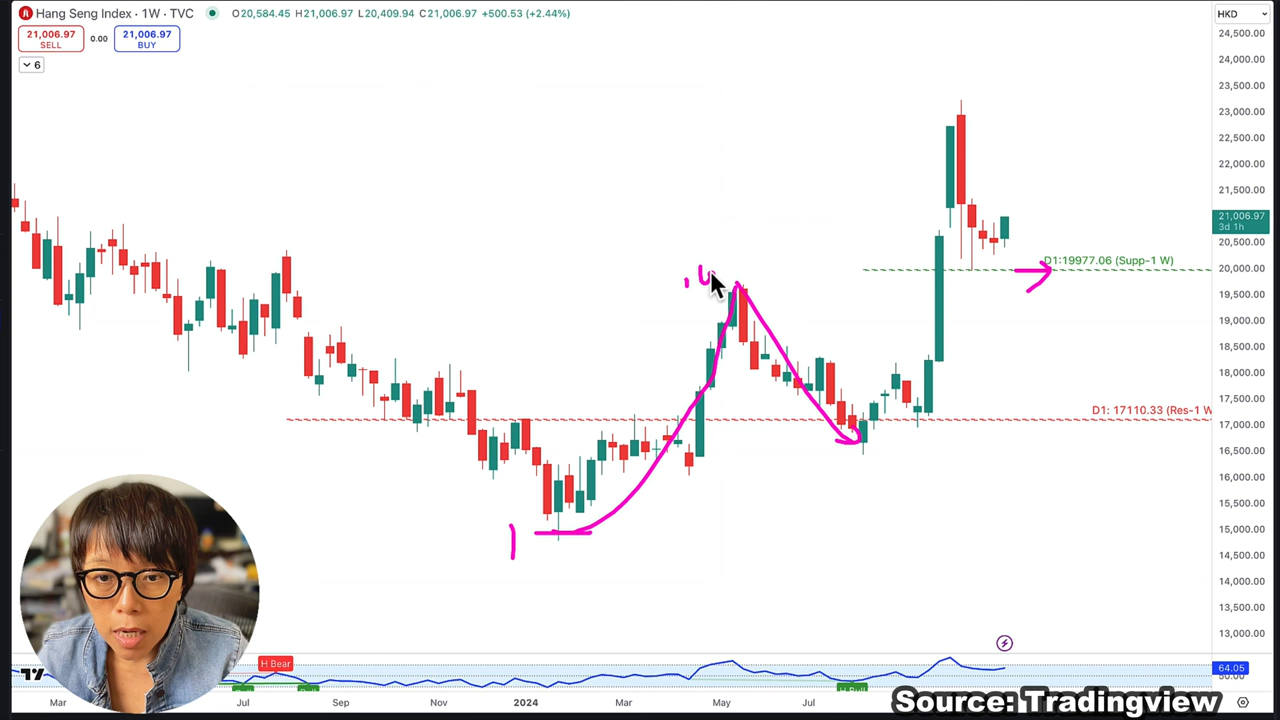 Hang Seng Index · 1W · TVC O20,584.45 H21,006.97 L20,409.94 C21,006.97 +500.53 (+2.44%)
HKD
21,006.97
SELL
0.00
21,006.97
BUY
6
24,500.00
24,000.00
23,500.00
23,000.00
22,500.00
22,000.00
21,500.00
21,006.97
3d 1h
20,500.00
D1:19977.06 (Supp-1 W)
20,000.00
19,500.00
19,000.00
18,500.00
18,000.00
17,500.00
D1: 17110.33 (Res-1 W
17,000.00
16,500.00
16,000.00
15,500.00
15,000.00
14,500.00
14,000.00
13,500.00
13,000.00
1
H Bear
64.05
50.00
H Bull
Mar
Jul
Sep
Nov
2024
Mar
May
Jul
Source: Tradingview